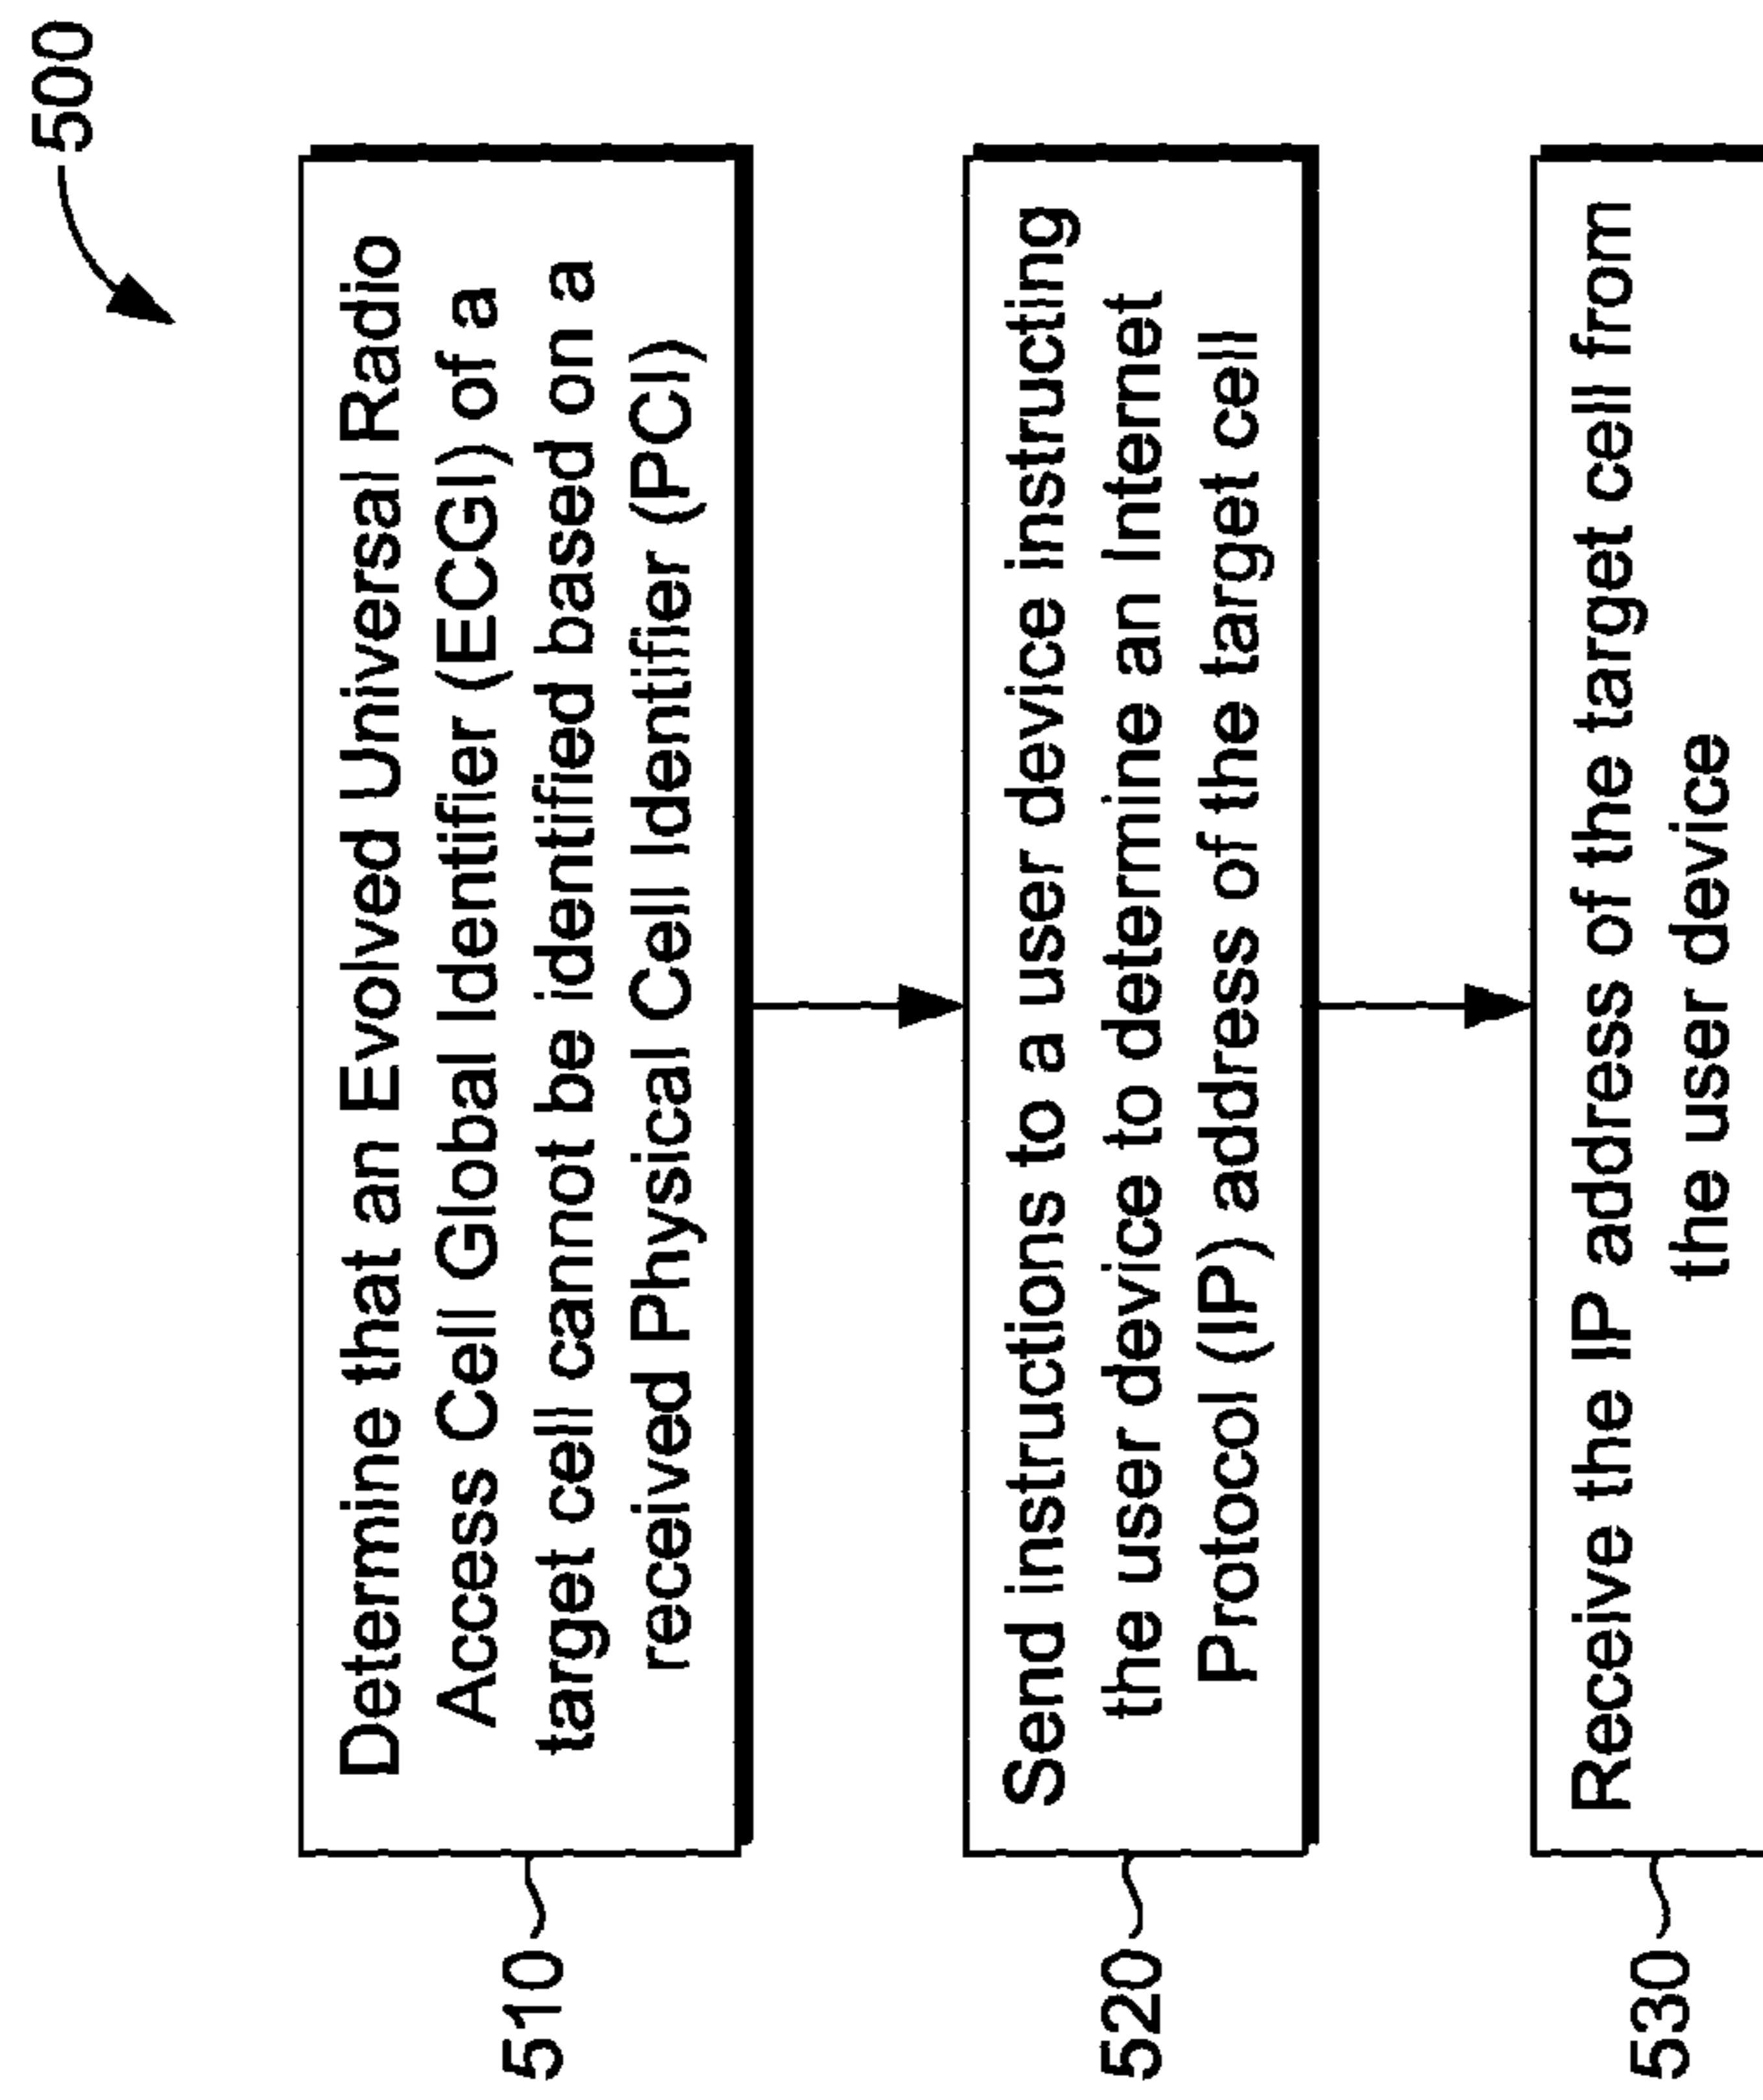 500
510
Determine that an Evolved Universal Radio
Access Cell Global Identifier (ECGI) of a
target cell cannot be identified based on a
received Physical Cell Identifier (PCI)
520
Send instructions to a user device instructing
the user device to determine an Internet
Protocol (IP) address of the target cell
530
Receive the IP address of the target cell from
the user device